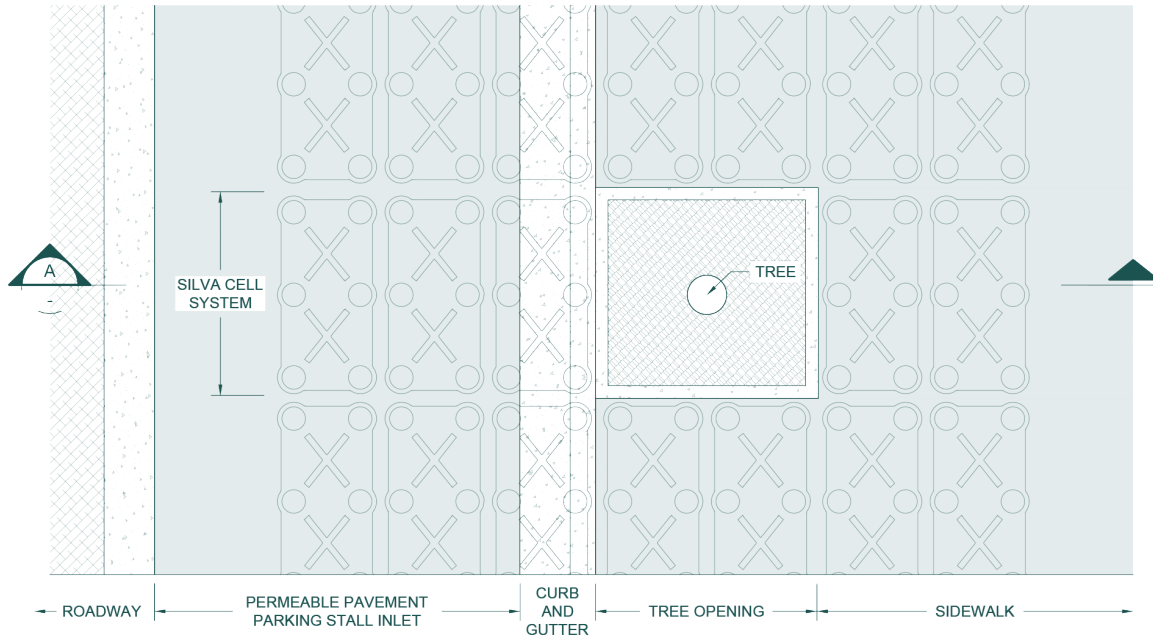 A
-
SILVA CELL
SYSTEM
TREE
ROADWAY
PERMEABLE PAVEMENT
PARKING STALL INLET
CURB
AND
GUTTER
TREE OPENING
SIDEWALK